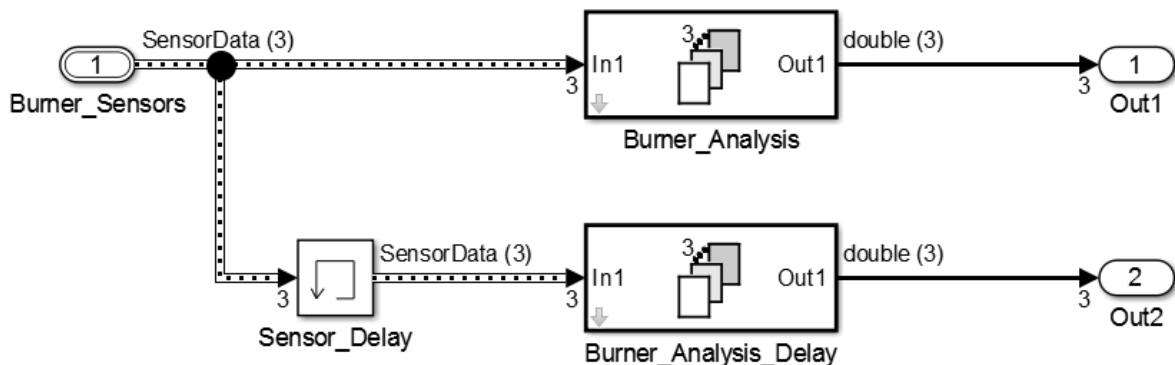 SensorData (3)
1
Burner_Sensors
3
In1
3
Out1
Burner_Analysis
double (3)
3
1
Out1
3
Sensor_Delay
SensorData (3)
3
In1
3
Out1
Burner_Analysis_Delay
double (3)
3
2
Out2